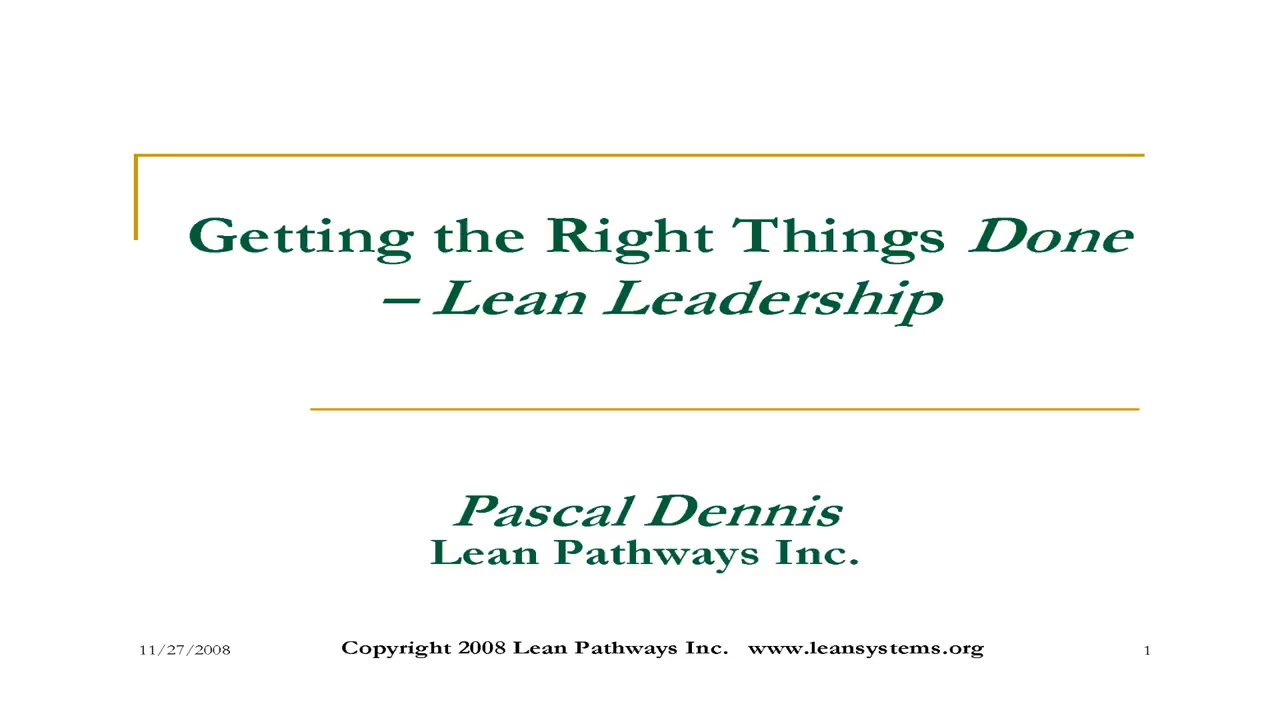 Getting the Right Things Done
– Lean Leadership
Pascal Dennis
Lean Pathways Inc.
11/27/2008 Copyright 2008 Lean Pathways Inc. www.leansystems.org 1